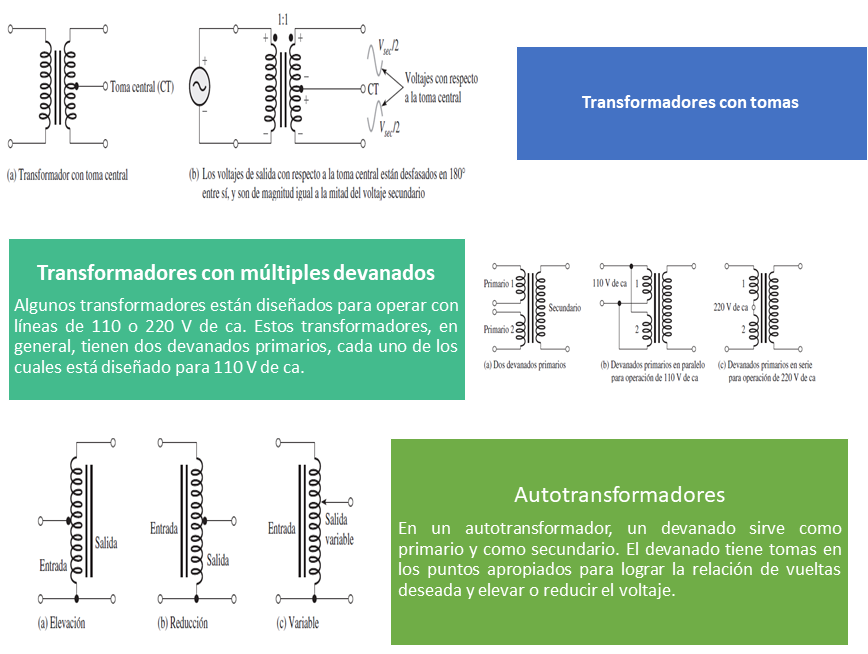 1:1
+ +
V_sec/2
Toma central (CT)
+
−
−
CT
+
Voltajes con respecto
a la toma central
− −
V_sec/2
(a) Transformador con toma central
(b) Los voltajes de salida con respecto a la toma central están desfasados en 180°
entre sí, y son de magnitud igual a la mitad del voltaje secundario
Transformadores con tomas
Transformadores con múltiples devanados
Algunos transformadores están diseñados para operar con
líneas de 110 o 220 V de ca. Estos transformadores, en
general, tienen dos devanados primarios, cada uno de los
cuales está diseñado para 110 V de ca.
Primario 1
Secundario
Primario 2
(a) Dos devanados primarios
110 V de ca
1
2
(b) Devanados primarios en paralelo
para operación de 110 V de ca
1
220 V de ca
2
(c) Devanados primarios en serie
para operación de 220 V de ca
Entrada
Salida
(a) Elevación
Entrada
Salida
(b) Reducción
Entrada
Salida
variable
(c) Variable
Autotransformadores
En un autotransformador, un devanado sirve como
primario y como secundario. El devanado tiene tomas en
los puntos apropiados para lograr la relación de vueltas
deseada y elevar o reducir el voltaje.